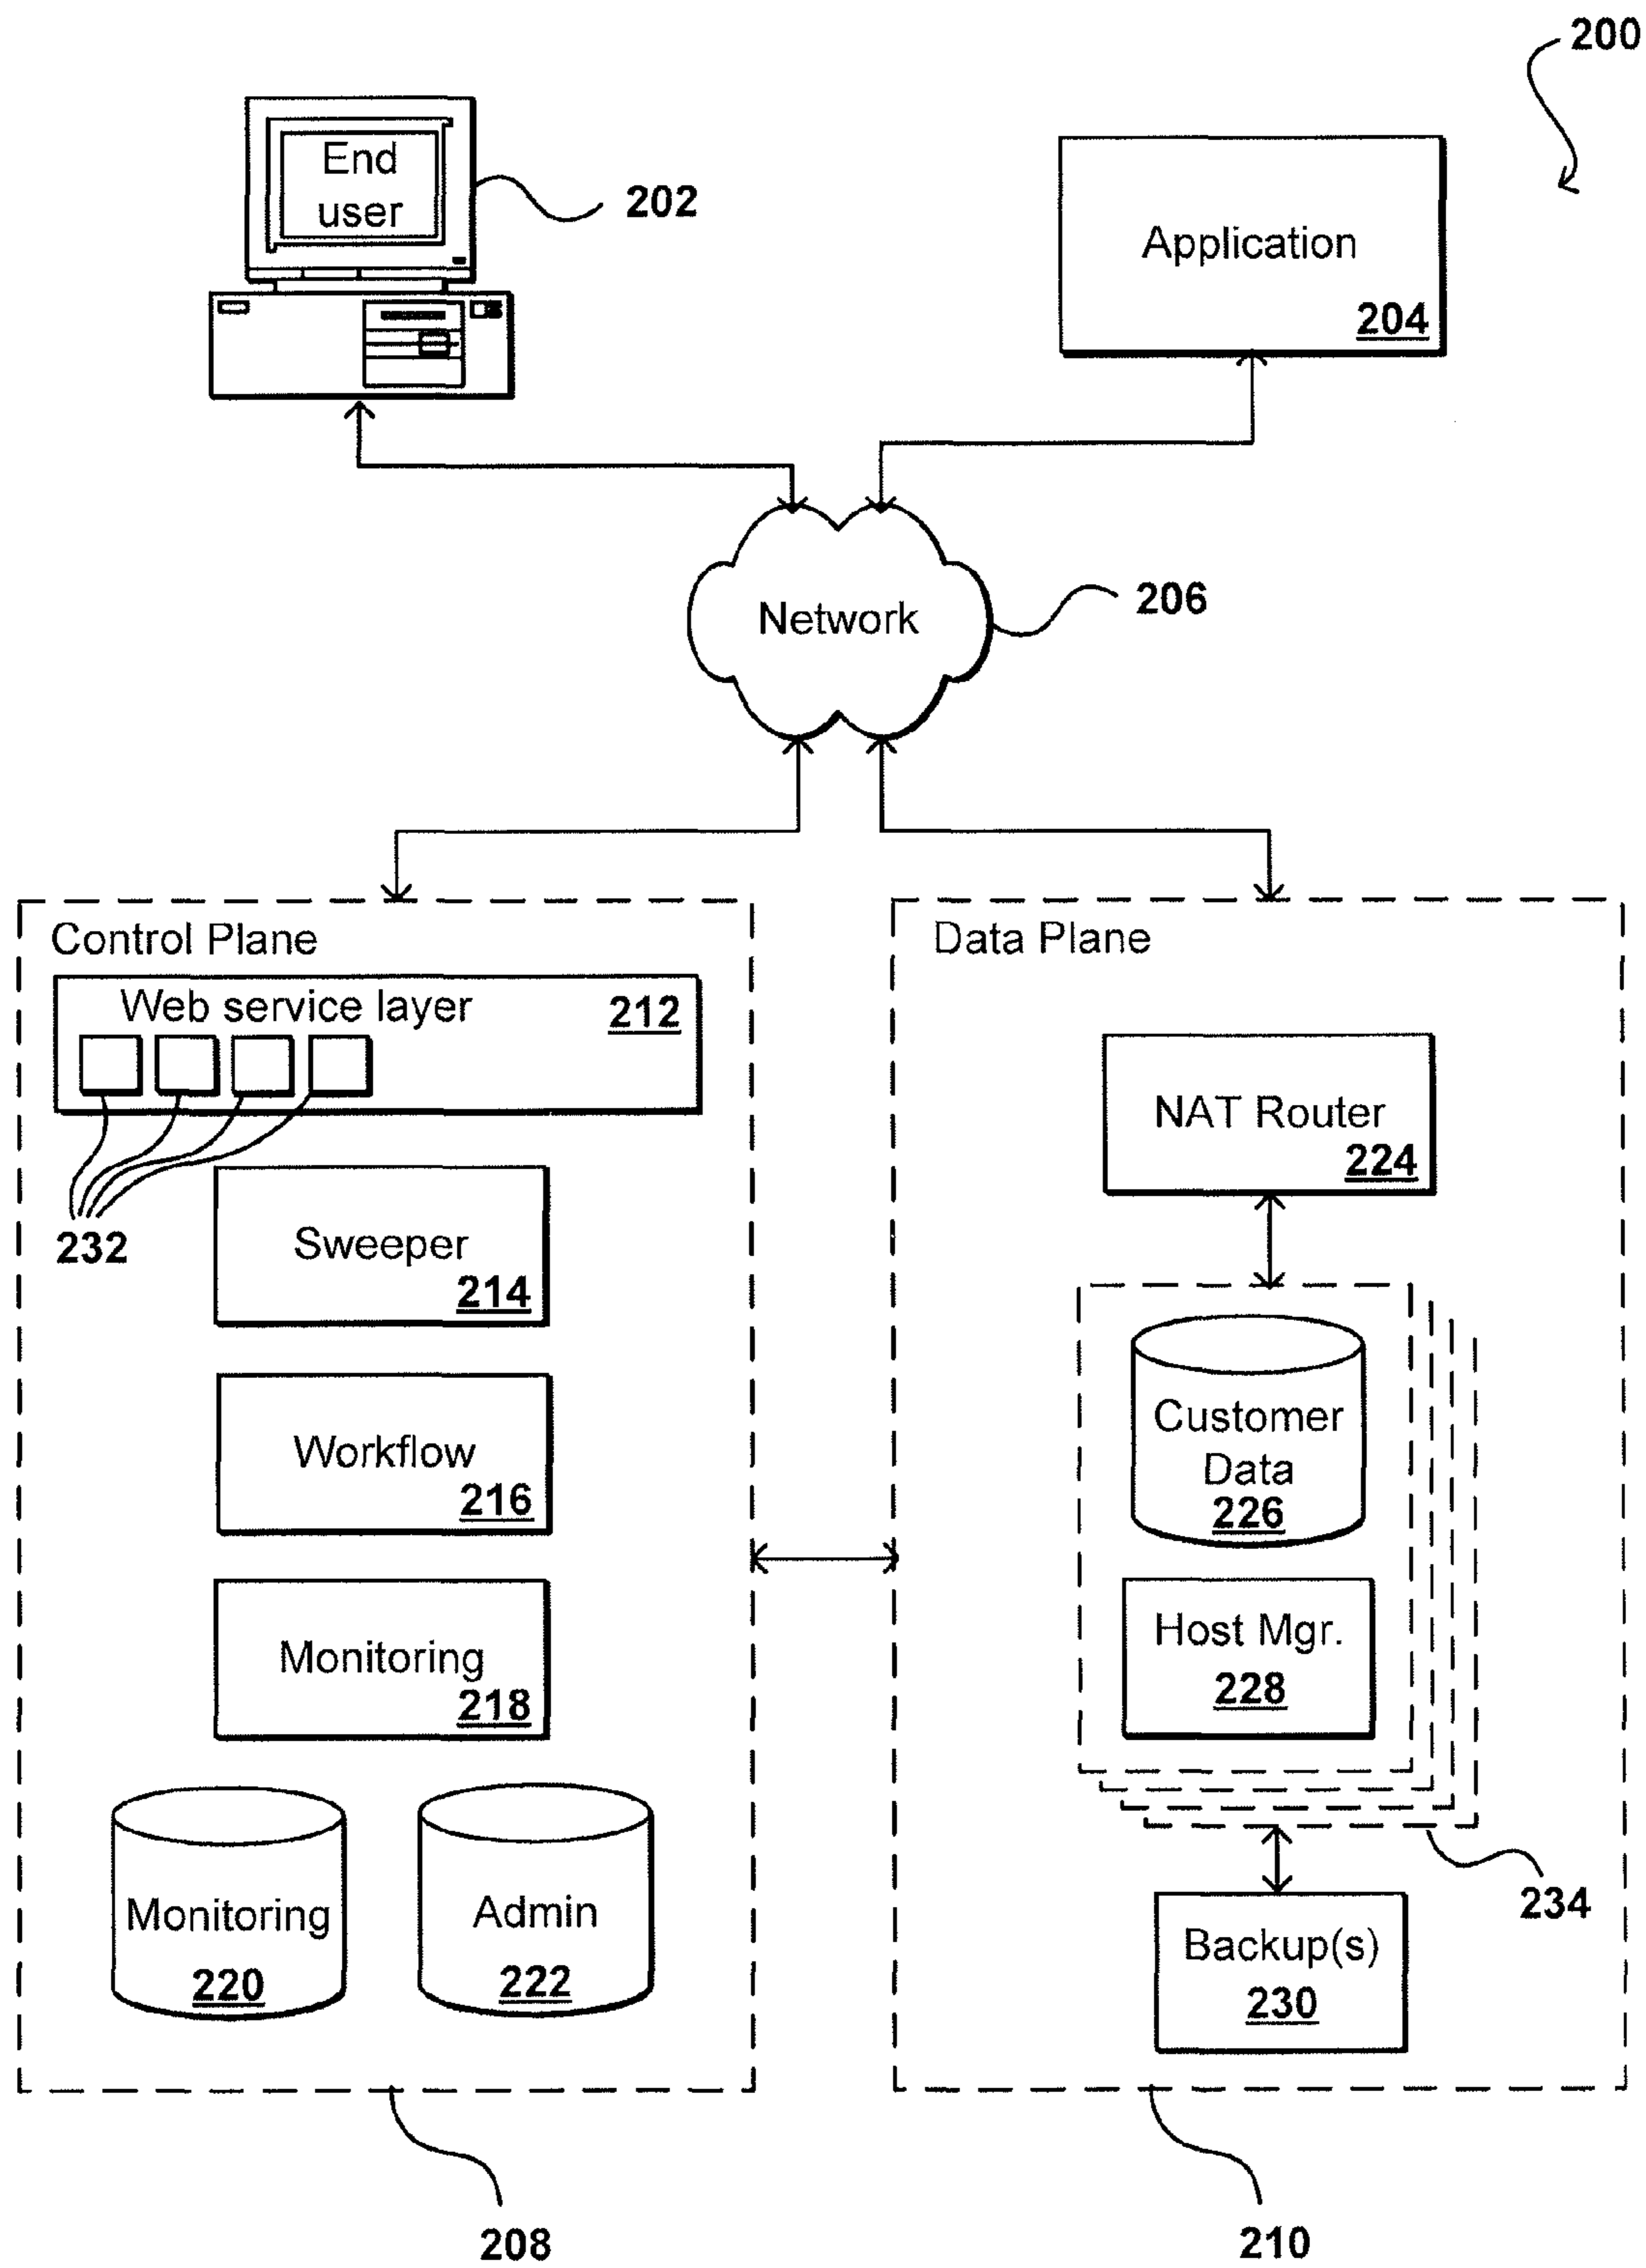 200
End
user
202
Application
204
Network
206
Control Plane
Web service layer
212
232
Sweeper
214
Workflow
216
Monitoring
218
Monitoring
220
Admin
222
208
Data Plane
NAT Router
224
Customer
Data
226
Host Mgr.
228
234
Backup(s)
230
210